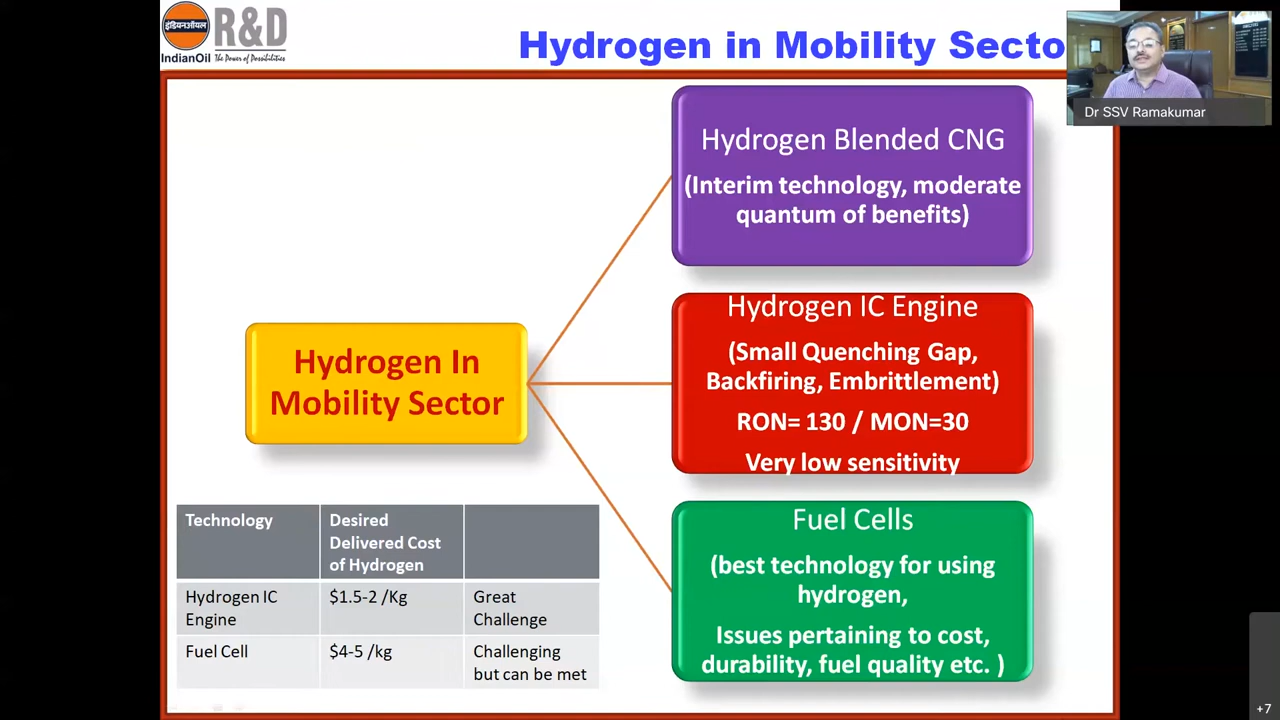 इंडियनऑयल
IndianOil
R&D
The Power of Possibilities
Hydrogen in Mobility Secto
Dr SSV Ramakumar
Hydrogen Blended CNG
(Interim technology, moderate
quantum of benefits)
Hydrogen In
Mobility Sector
Hydrogen IC Engine
(Small Quenching Gap,
Backfiring, Embrittlement)
RON= 130 / MON=30
Very low sensitivity
Fuel Cells
(best technology for using
hydrogen,
Issues pertaining to cost,
durability, fuel quality etc. )
Technology
Desired
Delivered Cost
of Hydrogen
Hydrogen IC
Engine
$1.5-2 /Kg
Great
Challenge
Fuel Cell
$4-5 /kg
Challenging
but can be met
+7